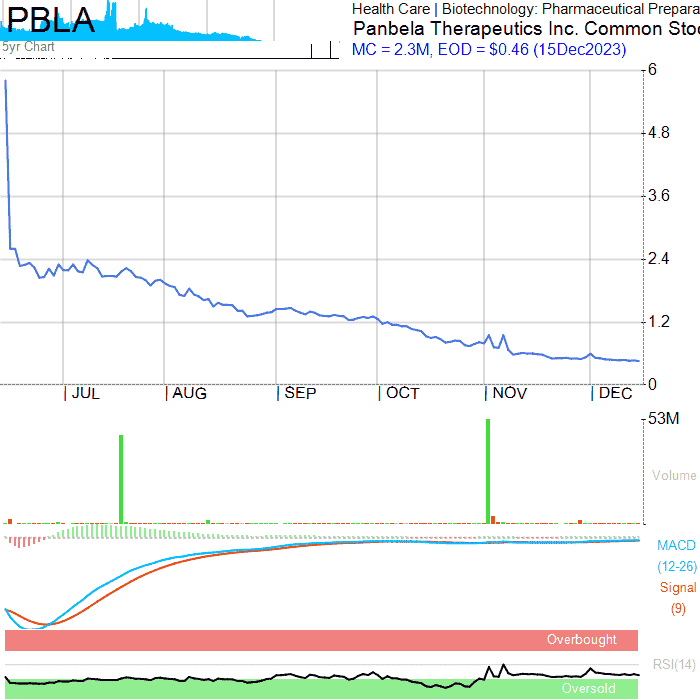 PBLA
5yr Chart
Health Care | Biotechnology: Pharmaceutical Prepara
Panbela Therapeutics Inc. Common Stoc
MC = 2.3M, EOD = $0.46 (15Dec2023)
6
4.8
3.6
2.4
1.2
0
JUL AUG SEP OCT NOV DEC
53M
Volume
MACD
(12-26)
Signal
(9)
Overbought
RSI(14)
Oversold